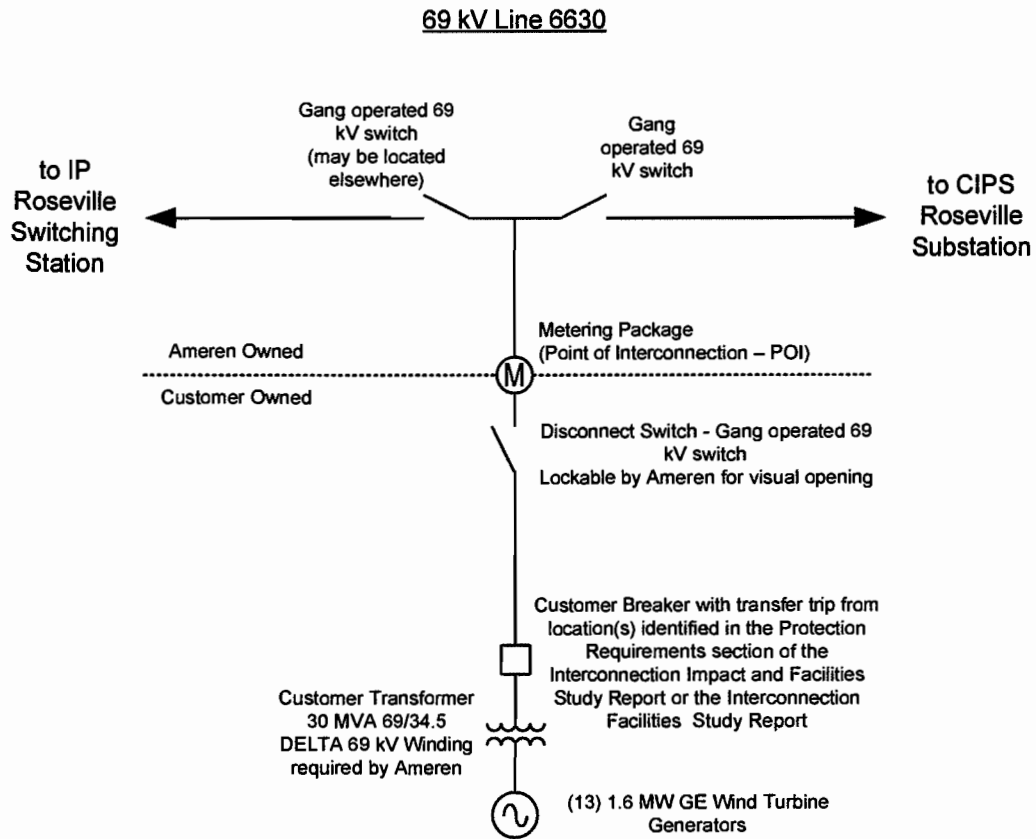 69 kV Line 6630
Gang operated 69
kV switch
(may be located
elsewhere)
Gang
operated 69
kV switch
to IP
Roseville
Switching
Station
to CIPS
Roseville
Substation
Metering Package
(Point of Interconnection – POI)
Ameren Owned
M
Customer Owned
Disconnect Switch - Gang operated 69
kV switch
Lockable by Ameren for visual opening
Customer Breaker with transfer trip from
location(s) identified in the Protection
Requirements section of the
Interconnection Impact and Facilities
Study Report or the Interconnection
Facilities Study Report
Customer Transformer
30 MVA 69/34.5
DELTA 69 kV Winding
required by Ameren
(13) 1.6 MW GE Wind Turbine
Generators